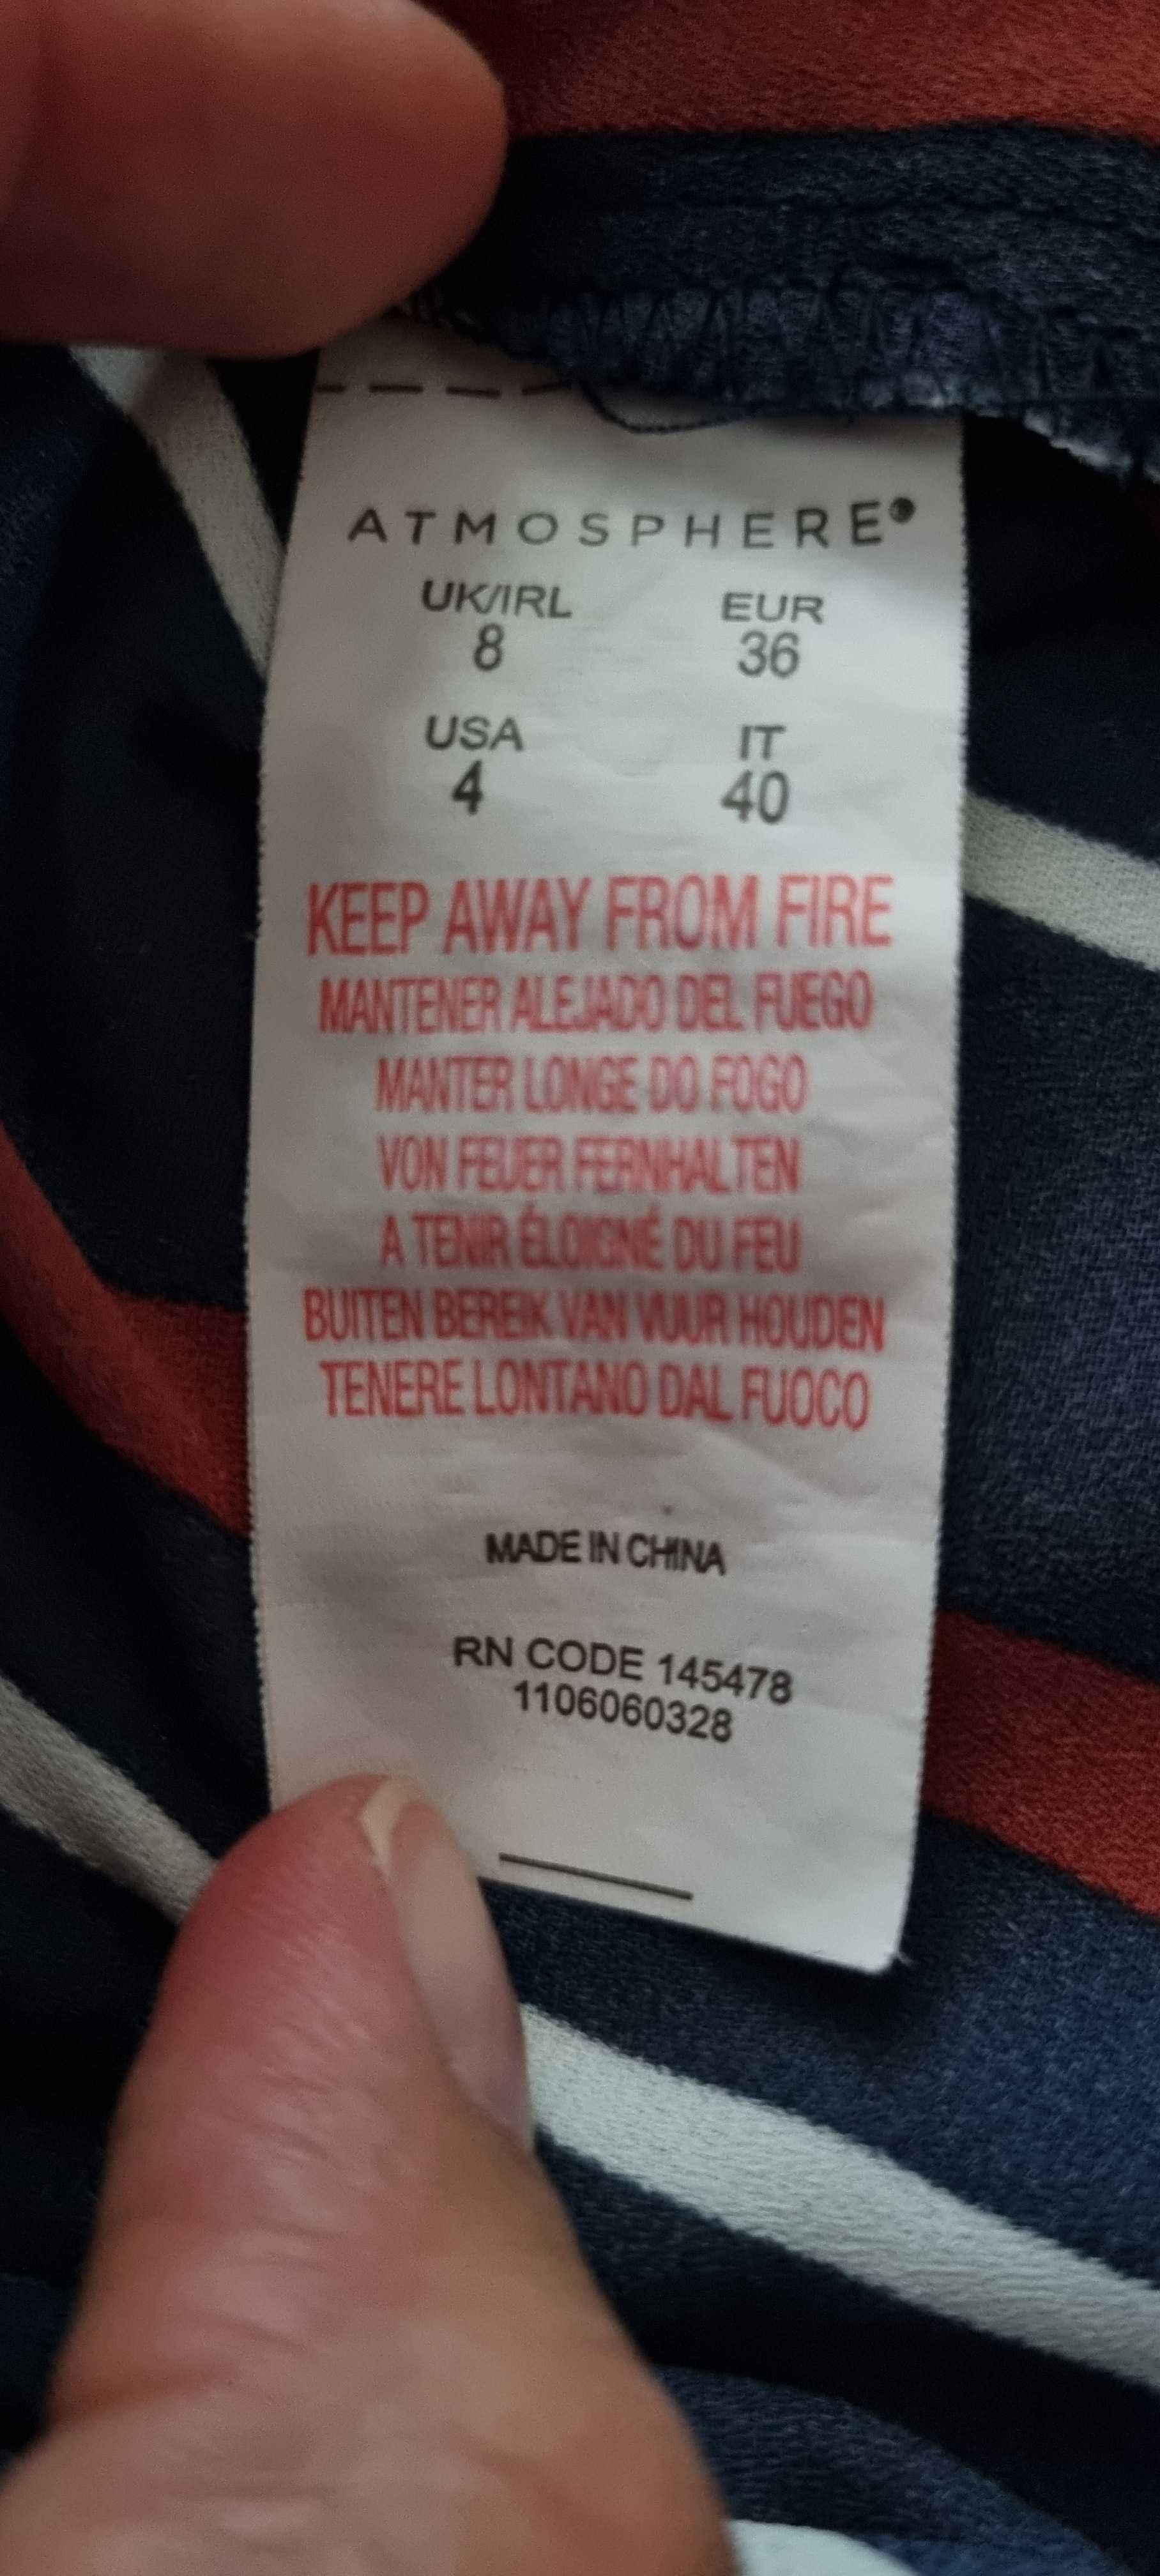 ATMOSPHERE®
UK/IRL EUR
8 36
USA IT
4 40
KEEP AWAY FROM FIRE
MANTENER ALEJADO DEL FUEGO
MANTER LONGE DO FOGO
VON FEUER FERNHALTEN
A TENIR ÉLOIGNÉ DU FEU
BUITEN BEREIK VAN VUUR HOUDEN
TENERE LONTANO DAL FUOCO
MADE IN CHINA
RN CODE 145478
1106060328